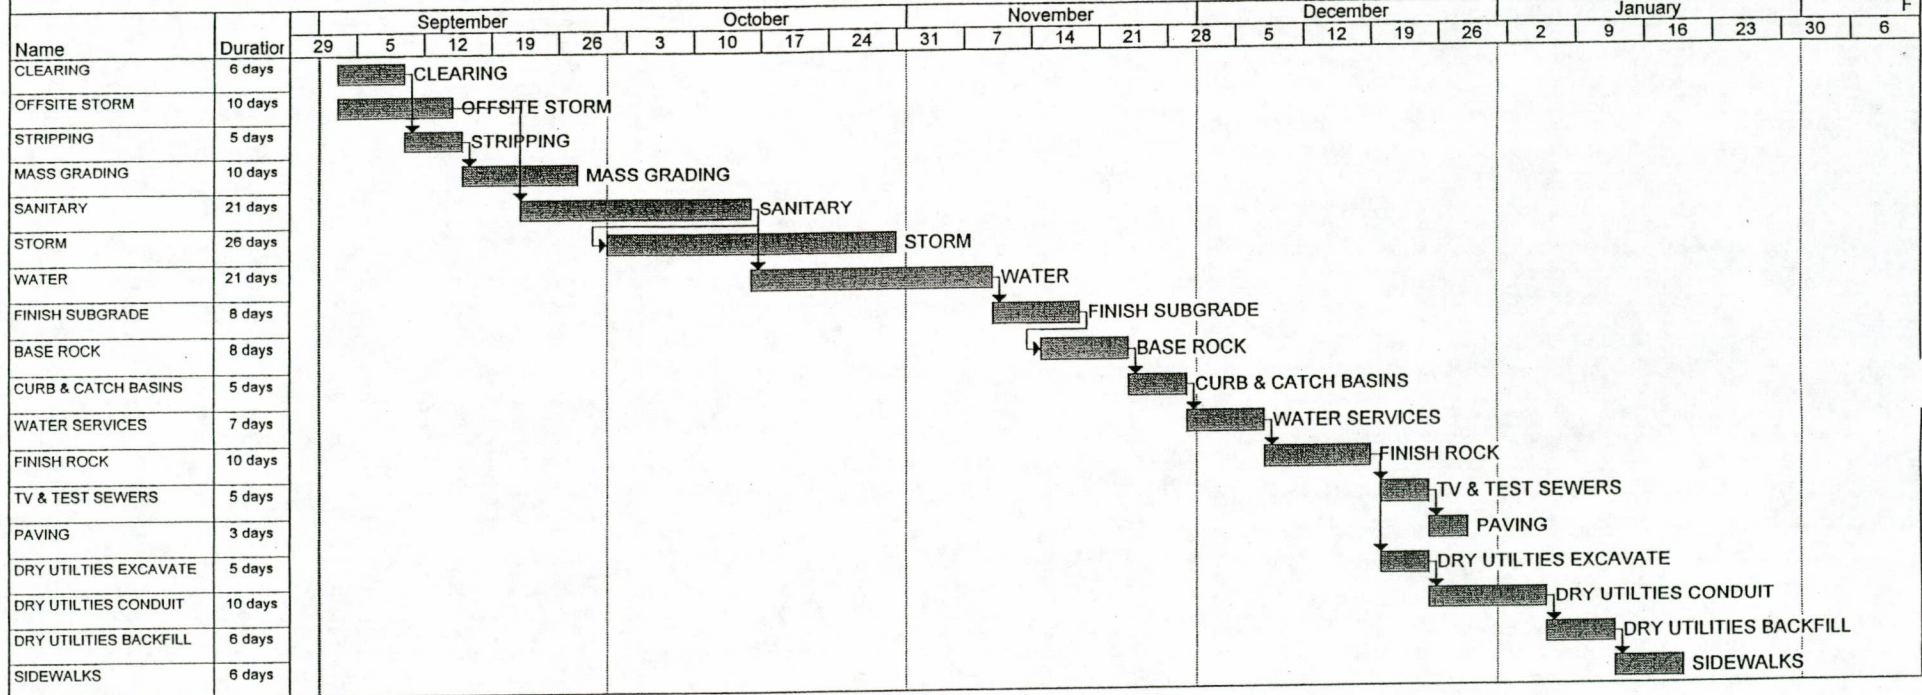 September October November December January F
Name Duration 29 5 12 19 26 3 10 17 24 31 7 14 21 28 5 12 19 26 2 9 16 23 30 6
CLEARING 6 days CLEARING
OFFSITE STORM 10 days OFFSITE STORM
STRIPPING 5 days STRIPPING
MASS GRADING 10 days MASS GRADING
SANITARY 21 days SANITARY
STORM 26 days STORM
WATER 21 days WATER
FINISH SUBGRADE 8 days FINISH SUBGRADE
BASE ROCK 8 days BASE ROCK
CURB & CATCH BASINS 5 days CURB & CATCH BASINS
WATER SERVICES 7 days WATER SERVICES
FINISH ROCK 10 days FINISH ROCK
TV & TEST SEWERS 5 days TV & TEST SEWERS
PAVING 3 days PAVING
DRY UTILTIES EXCAVATE 5 days DRY UTILTIES EXCAVATE
DRY UTILTIES CONDUIT 10 days DRY UTILTIES CONDUIT
DRY UTILITIES BACKFILL 6 days DRY UTILITIES BACKFILL
SIDEWALKS 6 days SIDEWALKS